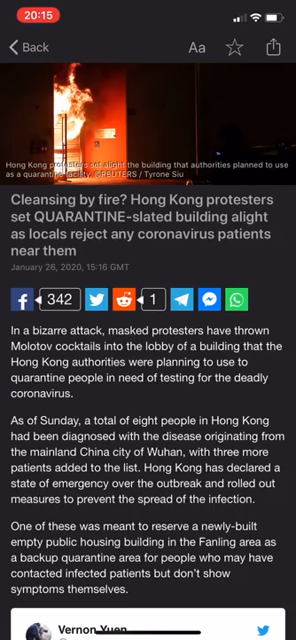 20:15
Back
Aa
Hong Kong protesters set alight the building that authorities planned to use
as a quarantine facility. ©REUTERS / Tyrone Siu
Cleansing by fire? Hong Kong protesters
set QUARANTINE-slated building alight
as locals reject any coronavirus patients
near them
January 26, 2020, 15:16 GMT
342
1
In a bizarre attack, masked protesters have thrown
Molotov cocktails into the lobby of a building that the
Hong Kong authorities were planning to use to
quarantine people in need of testing for the deadly
coronavirus.
As of Sunday, a total of eight people in Hong Kong
had been diagnosed with the disease originating from
the mainland China city of Wuhan, with three more
patients added to the list. Hong Kong has declared a
state of emergency over the outbreak and rolled out
measures to prevent the spread of the infection.
One of these was meant to reserve a newly-built
empty public housing building in the Fanling area as
a backup quarantine area for people who may have
contacted infected patients but don't show
symptoms themselves.
Vernon Yuen